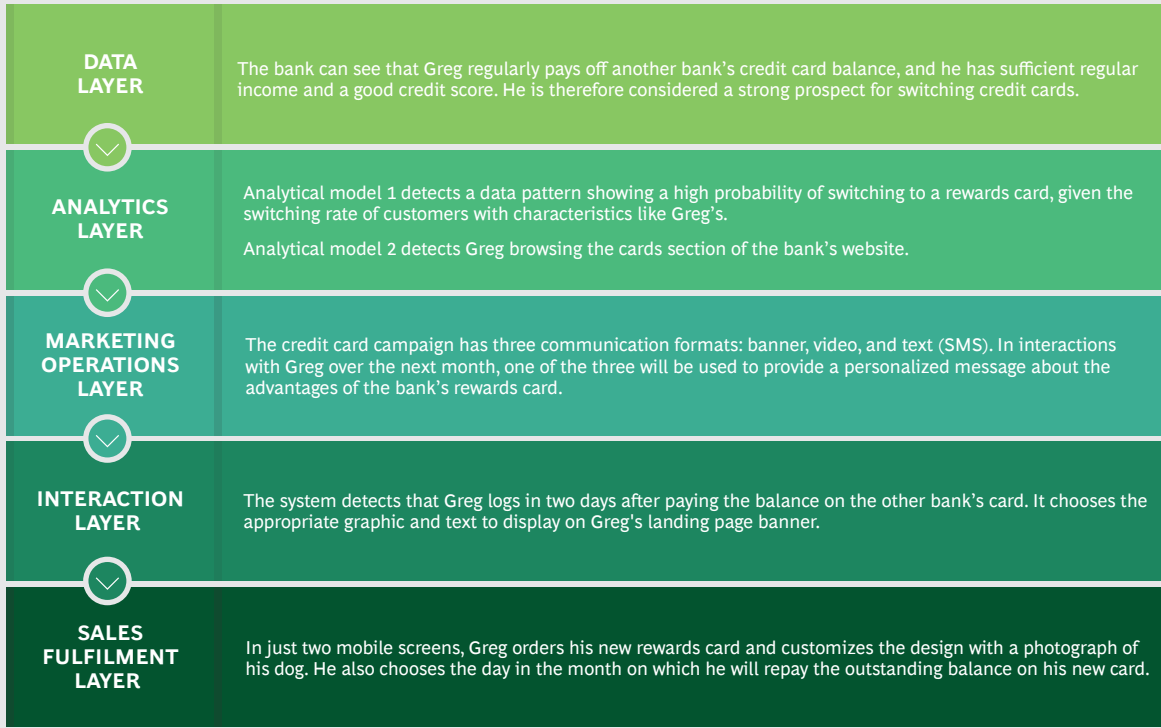 DATA
LAYER
The bank can see that Greg regularly pays off another bank’s credit card balance, and he has sufficient regular
income and a good credit score. He is therefore considered a strong prospect for switching credit cards.
ANALYTICS
LAYER
Analytical model 1 detects a data pattern showing a high probability of switching to a rewards card, given the
switching rate of customers with characteristics like Greg’s.
Analytical model 2 detects Greg browsing the cards section of the bank’s website.
MARKETING
OPERATIONS
LAYER
The credit card campaign has three communication formats: banner, video, and text (SMS). In interactions
with Greg over the next month, one of the three will be used to provide a personalized message about the
advantages of the bank’s rewards card.
INTERACTION
LAYER
The system detects that Greg logs in two days after paying the balance on the other bank’s card. It chooses the
appropriate graphic and text to display on Greg's landing page banner.
SALES
FULFILMENT
LAYER
In just two mobile screens, Greg orders his new rewards card and customizes the design with a photograph of
his dog. He also chooses the day in the month on which he will repay the outstanding balance on his new card.